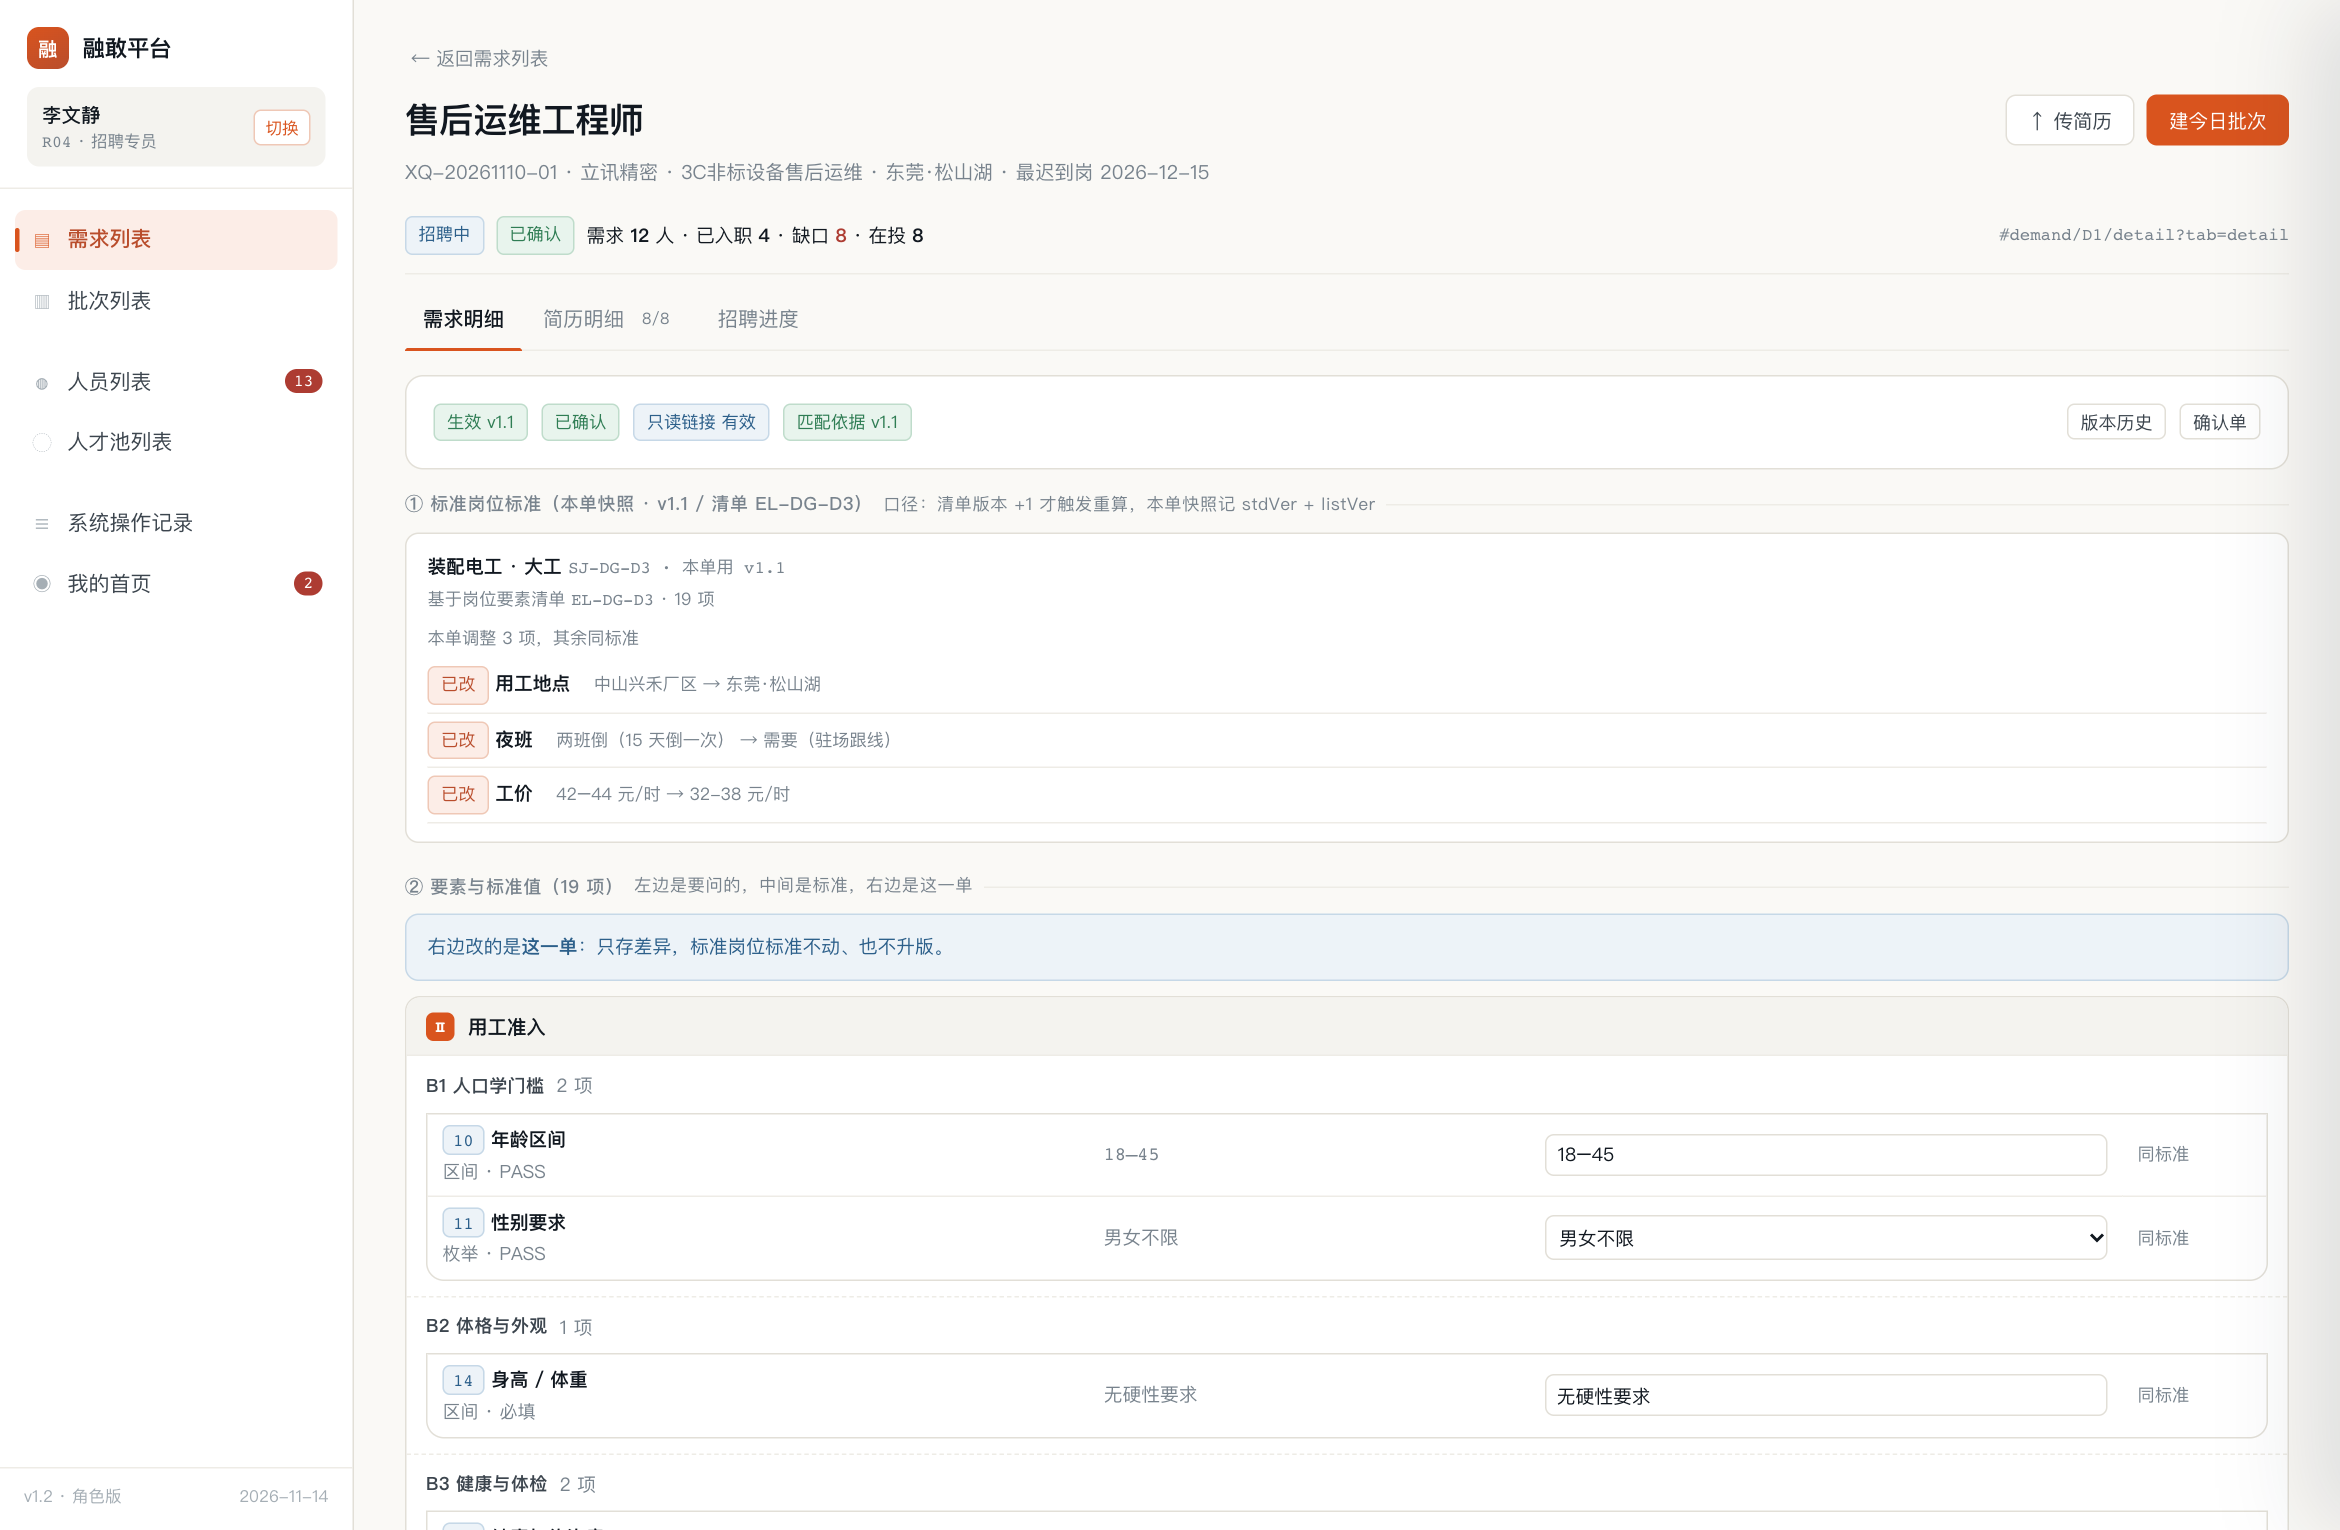 融 融敢平台
李文静
R04 · 招聘专员
切换
需求列表
批次列表
人员列表 13
人才池列表
系统操作记录
我的首页 2
v1.2 · 角色版 2026-11-14
← 返回需求列表
售后运维工程师
↑ 传简历 建今日批次
XQ-20261110-01 · 立讯精密 · 3C非标设备售后运维 · 东莞·松山湖 · 最迟到岗 2026-12-15
招聘中 已确认 需求 12 人 · 已入职 4 · 缺口 8 · 在投 8 #demand/D1/detail?tab=detail
需求明细 简历明细 8/8 招聘进度
生效 v1.1 已确认 只读链接 有效 匹配依据 v1.1 版本历史 确认单
① 标准岗位标准（本单快照 · v1.1 / 清单 EL-DG-D3） 口径：清单版本 +1 才触发重算，本单快照记 stdVer + listVer
装配电工 · 大工 SJ-DG-D3 · 本单用 v1.1
基于岗位要素清单 EL-DG-D3 · 19 项
本单调整 3 项，其余同标准
已改 用工地点 中山兴禾厂区 → 东莞·松山湖
已改 夜班 两班倒（15 天倒一次） → 需要（驻场跟线）
已改 工价 42—44 元/时 → 32-38 元/时
② 要素与标准值（19 项） 左边是要问的，中间是标准，右边是这一单
右边改的是这一单：只存差异，标准岗位标准不动、也不升版。
II 用工准入
B1 人口学门槛 2 项
10 年龄区间
区间 · PASS
18—45
18—45
同标准
11 性别要求
枚举 · PASS
男女不限
男女不限
同标准
B2 体格与外观 1 项
14 身高 / 体重
区间 · 必填
无硬性要求
无硬性要求
同标准
B3 健康与体检 2 项